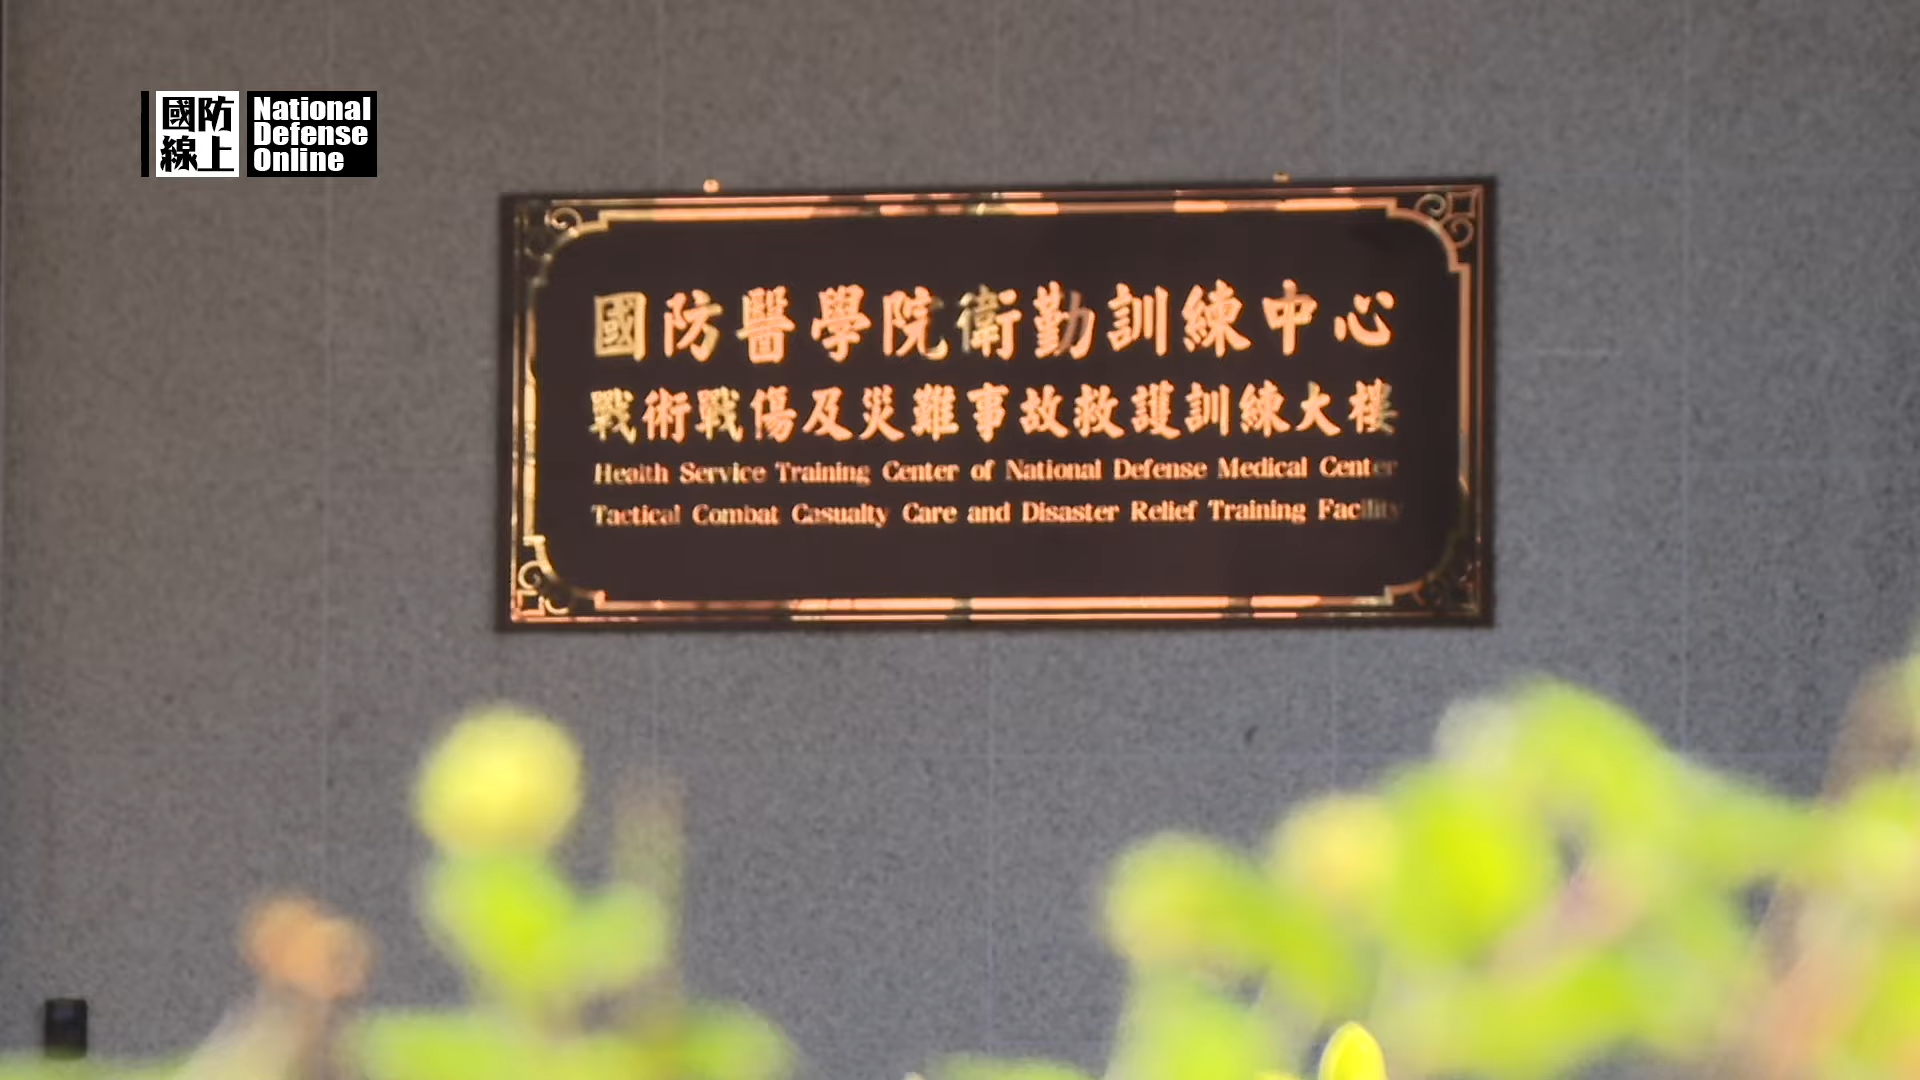 國防
線上
National
Defense
Online
國防醫學院衛勤訓練中心
戰術戰傷及災難事故救護訓練大樓
Health Service Training Center of National Defense Medical Center
Tactical Combat Casualty Care and Disaster Relief Training Facility